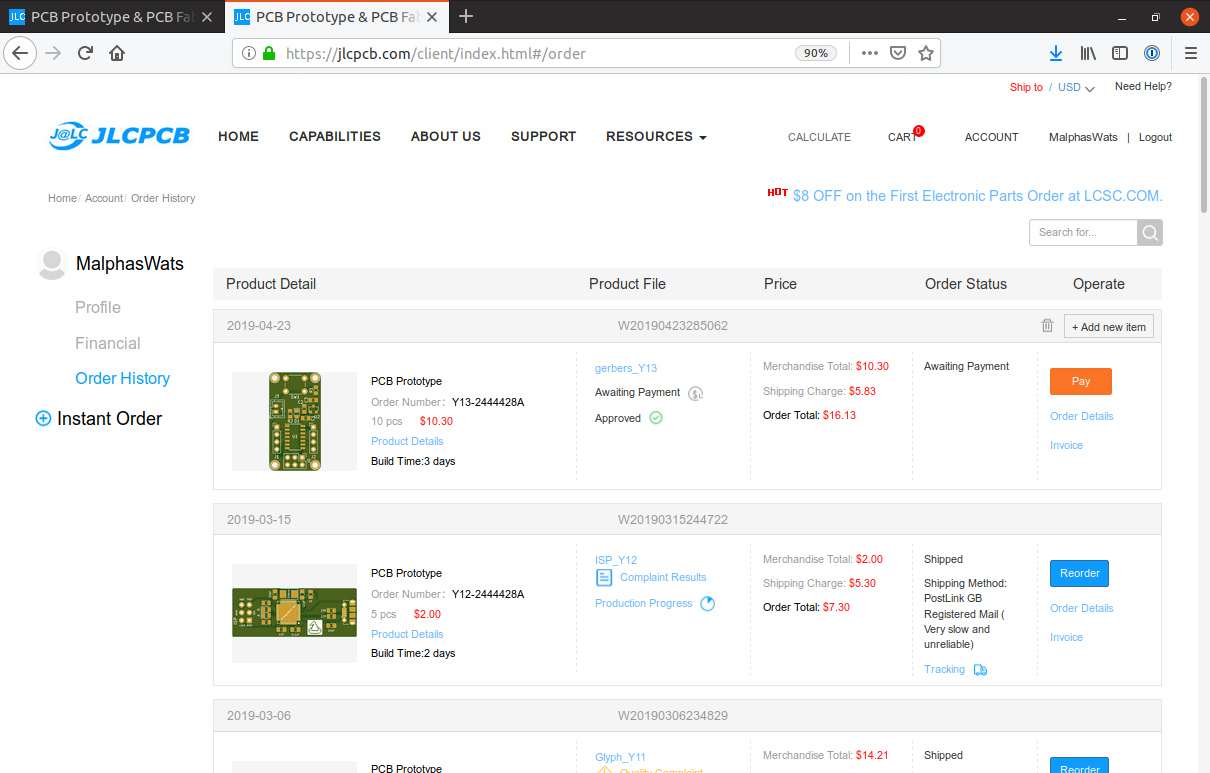 JLC PCB Prototype & PCB Fa
JLC PCB Prototype & PCB Fa
https://jlcpcb.com/client/index.html#/order
90%
Ship to / USD
Need Help?
J@LC JLCPCB
HOME
CAPABILITIES
ABOUT US
SUPPORT
RESOURCES
CALCULATE
CART 0
ACCOUNT
MalphasWats | Logout
Home/ Account/ Order History
HOT $8 OFF on the First Electronic Parts Order at LCSC.COM.
Search for...
MalphasWats
Profile
Financial
Order History
Instant Order
Product Detail
Product File
Price
Order Status
Operate
2019-04-23
W20190423285062
+ Add new item
PCB Prototype
Order Number: Y13-2444428A
10 pcs $10.30
Product Details
Build Time:3 days
gerbers_Y13
Awaiting Payment
Approved
Merchandise Total: $10.30
Shipping Charge: $5.83
Order Total: $16.13
Awaiting Payment
Pay
Order Details
Invoice
2019-03-15
W20190315244722
PCB Prototype
Order Number: Y12-2444428A
5 pcs $2.00
Product Details
Build Time:2 days
ISP_Y12
Complaint Results
Production Progress
Merchandise Total: $2.00
Shipping Charge: $5.30
Order Total: $7.30
Shipped
Shipping Method:
PostLink GB
Registered Mail (
Very slow and
unreliable)
Tracking
Reorder
Order Details
Invoice
2019-03-06
W20190306234829
PCB Prototype
Glyph_Y11
Quality Complaint
Merchandise Total: $14.21
Shipped
Reorder